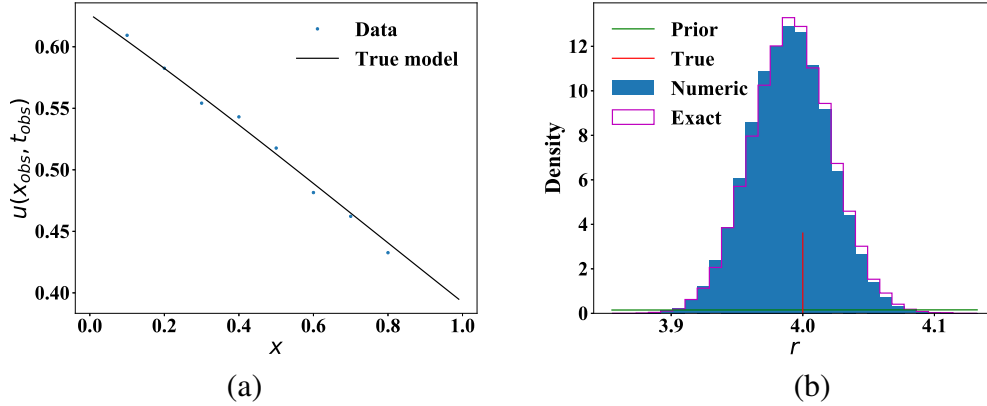 0.60
0.55
0.50
0.45
0.40
u(x_obs, t_obs)
Data
True model
0.0
0.2
0.4
0.6
0.8
1.0
x
(a)
12
10
8
6
4
2
0
Density
Prior
True
Numeric
Exact
3.9
4.0
4.1
r
(b)